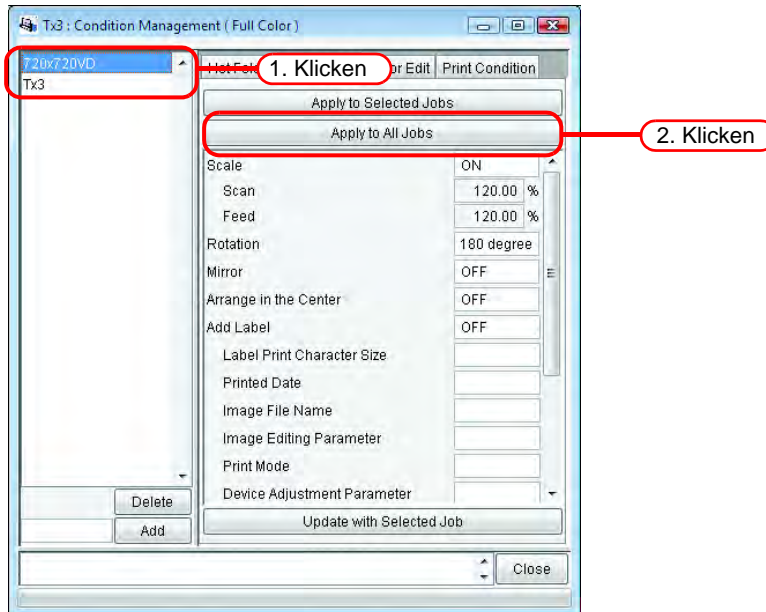 Tx3 : Condition Management ( Full Color )
720x720VD
Tx3
1. Klicken
or Edit
Print Condition
Apply to Selected Jobs
Apply to All Jobs
2. Klicken
Scale ON
Scan 120.00 %
Feed 120.00 %
Rotation 180 degree
Mirror OFF
Arrange in the Center OFF
Add Label OFF
Label Print Character Size
Printed Date
Image File Name
Image Editing Parameter
Print Mode
Device Adjustment Parameter
Delete
Add
Update with Selected Job
Close